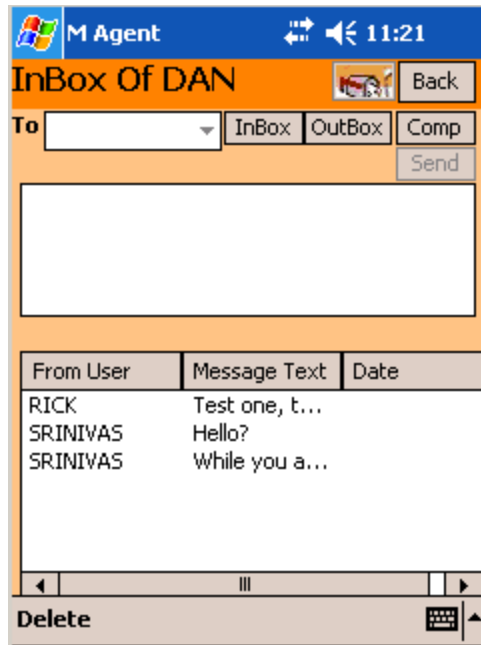 M Agent 11:21
InBox Of DAN Back
To InBox OutBox Comp
Send
From User Message Text Date
RICK Test one, t...
SRINIVAS Hello?
SRINIVAS While you a...
Delete